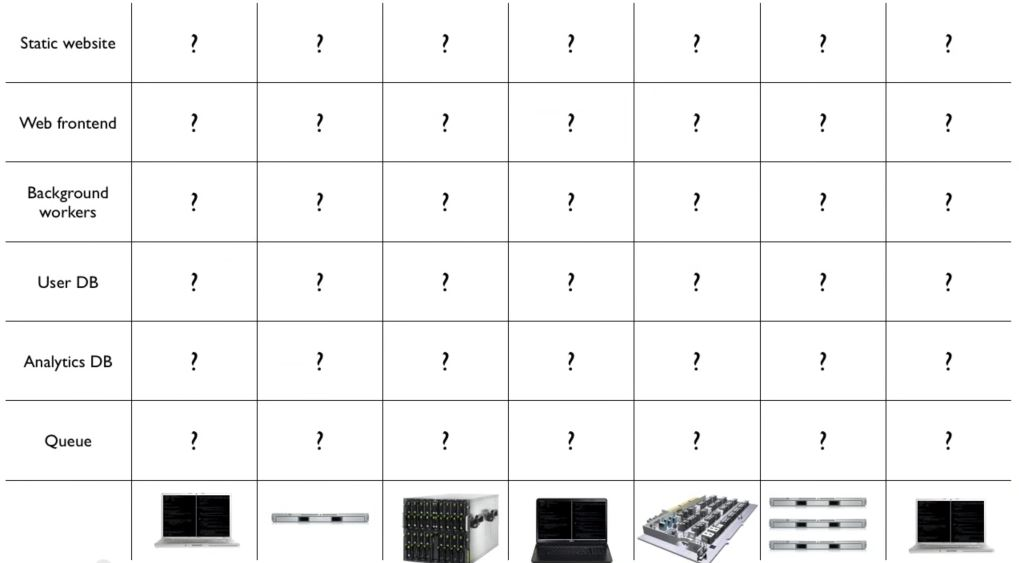 Static website ? ? ? ? ? ? ?
Web frontend ? ? ? ? ? ? ?
Background
workers ? ? ? ? ? ? ?
User DB ? ? ? ? ? ? ?
Analytics DB ? ? ? ? ? ? ?
Queue ? ? ? ? ? ? ?